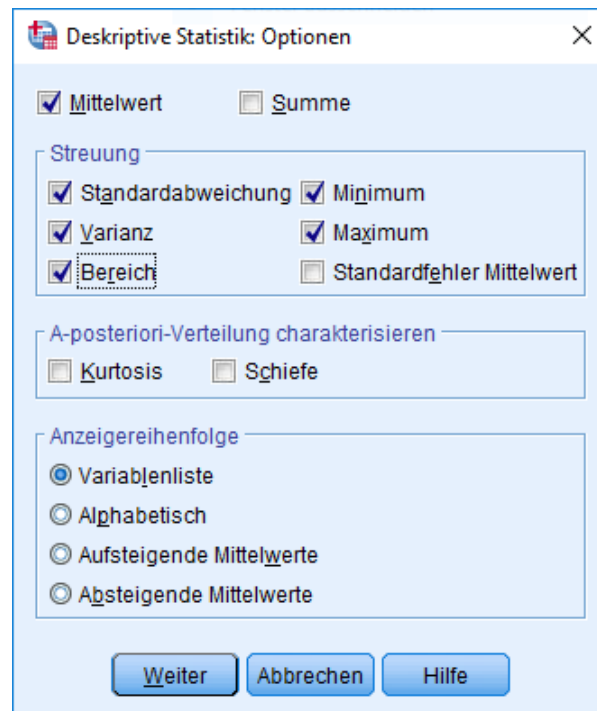 Deskriptive Statistik: Optionen
Mittelwert Summe
Streuung
Standardabweichung Minimum
Varianz Maximum
Bereich Standardfehler Mittelwert
A-posteriori-Verteilung charakterisieren
Kurtosis Schiefe
Anzeigereihenfolge
Variablenliste
Alphabetisch
Aufsteigende Mittelwerte
Absteigende Mittelwerte
Weiter Abbrechen Hilfe